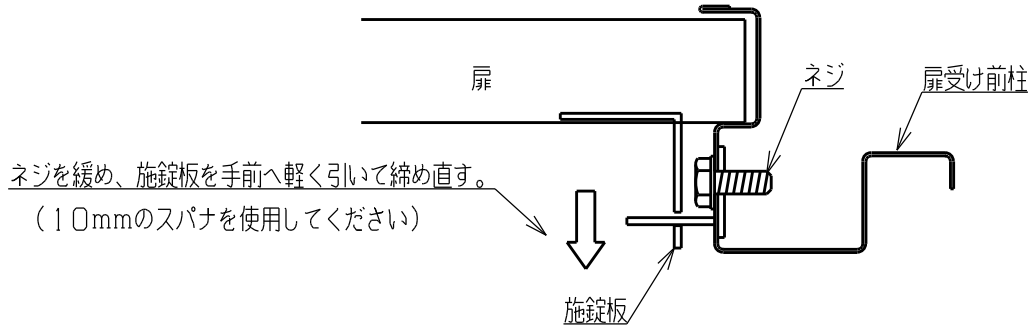 扉
ネジ
扉受け前柱
ネジを緩め、施錠板を手前へ軽く引いて締め直す。
（１０mmのスパナを使用してください）
施錠板